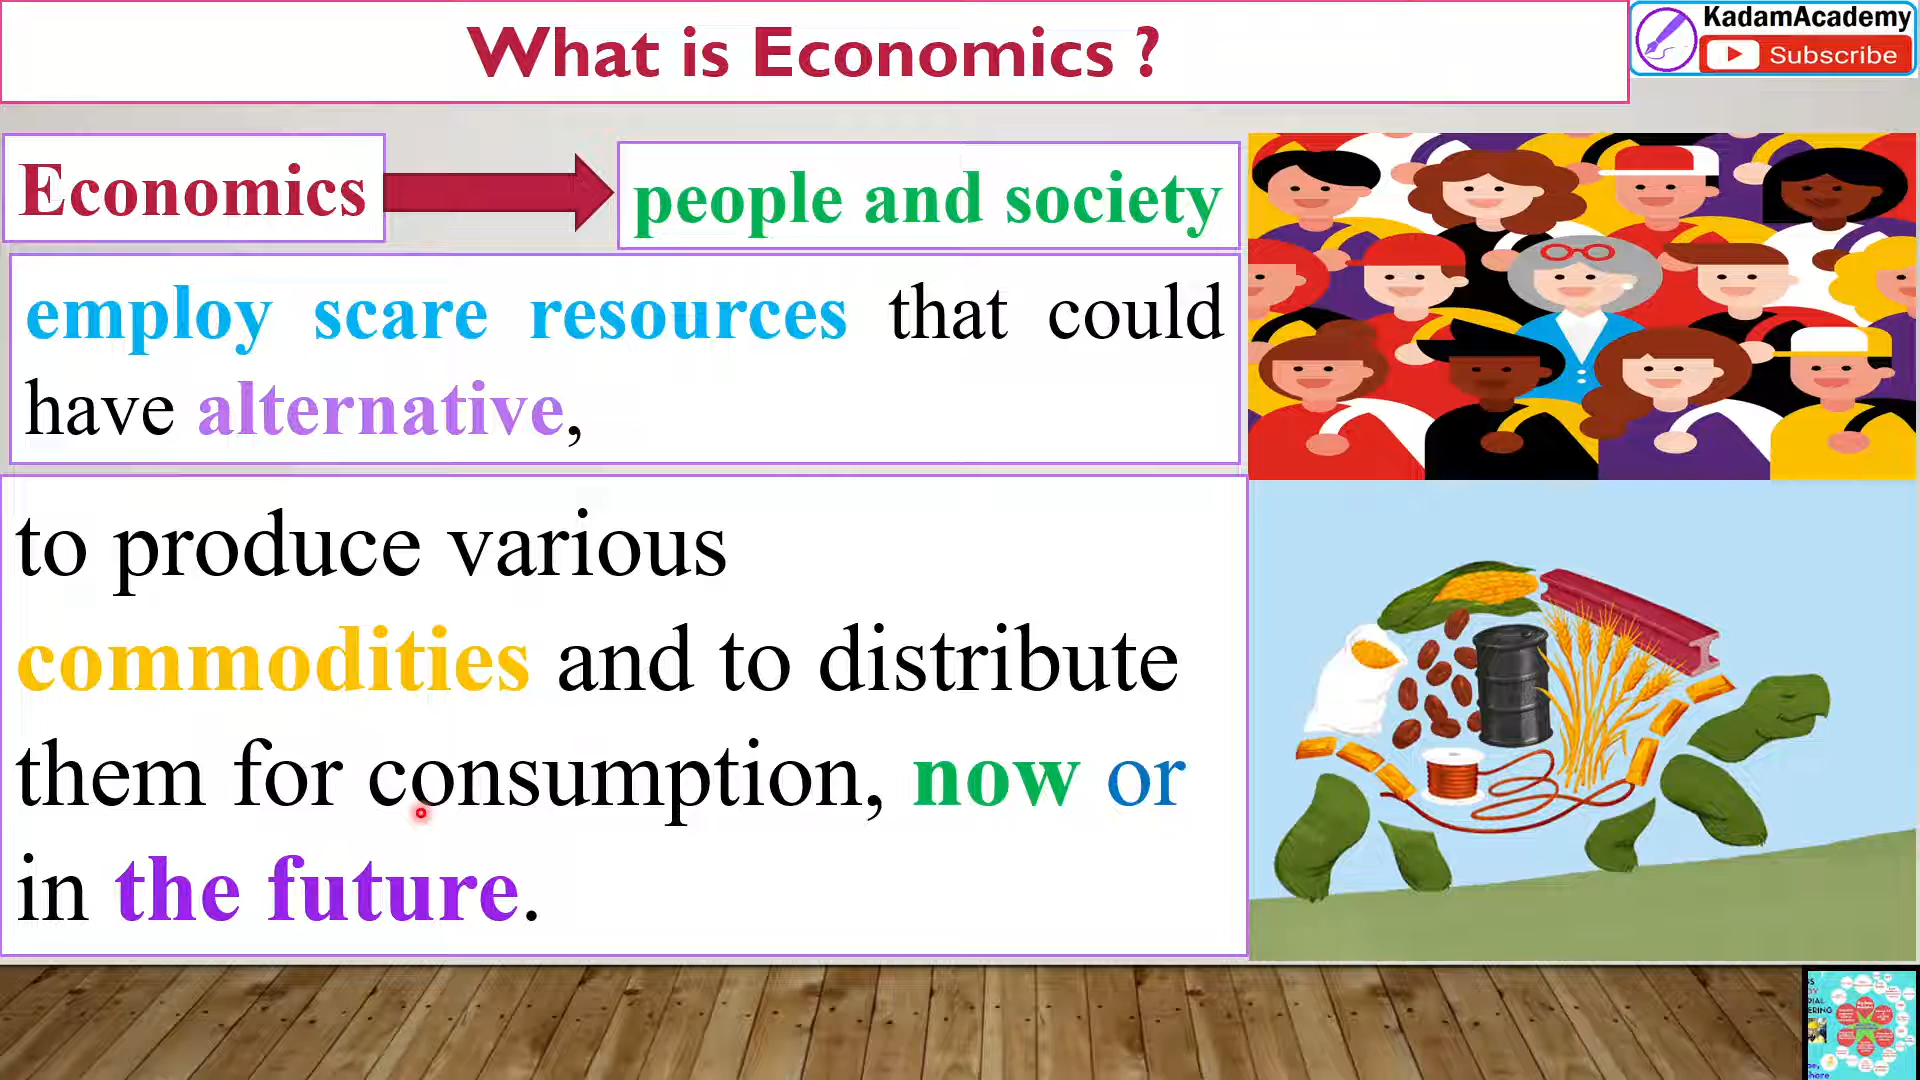 What is Economics ?
KadamAcademy
Subscribe
Economics
people and society
employ scare resources that could
have alternative,
to produce various
commodities and to distribute
them for consumption, now or
in the future.